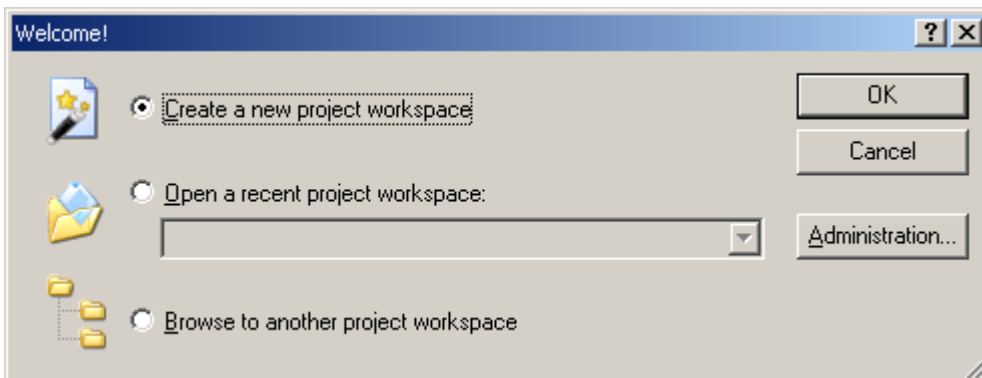 Welcome!
Create a new project workspace
OK
Cancel
Open a recent project workspace:
Administration...
Browse to another project workspace